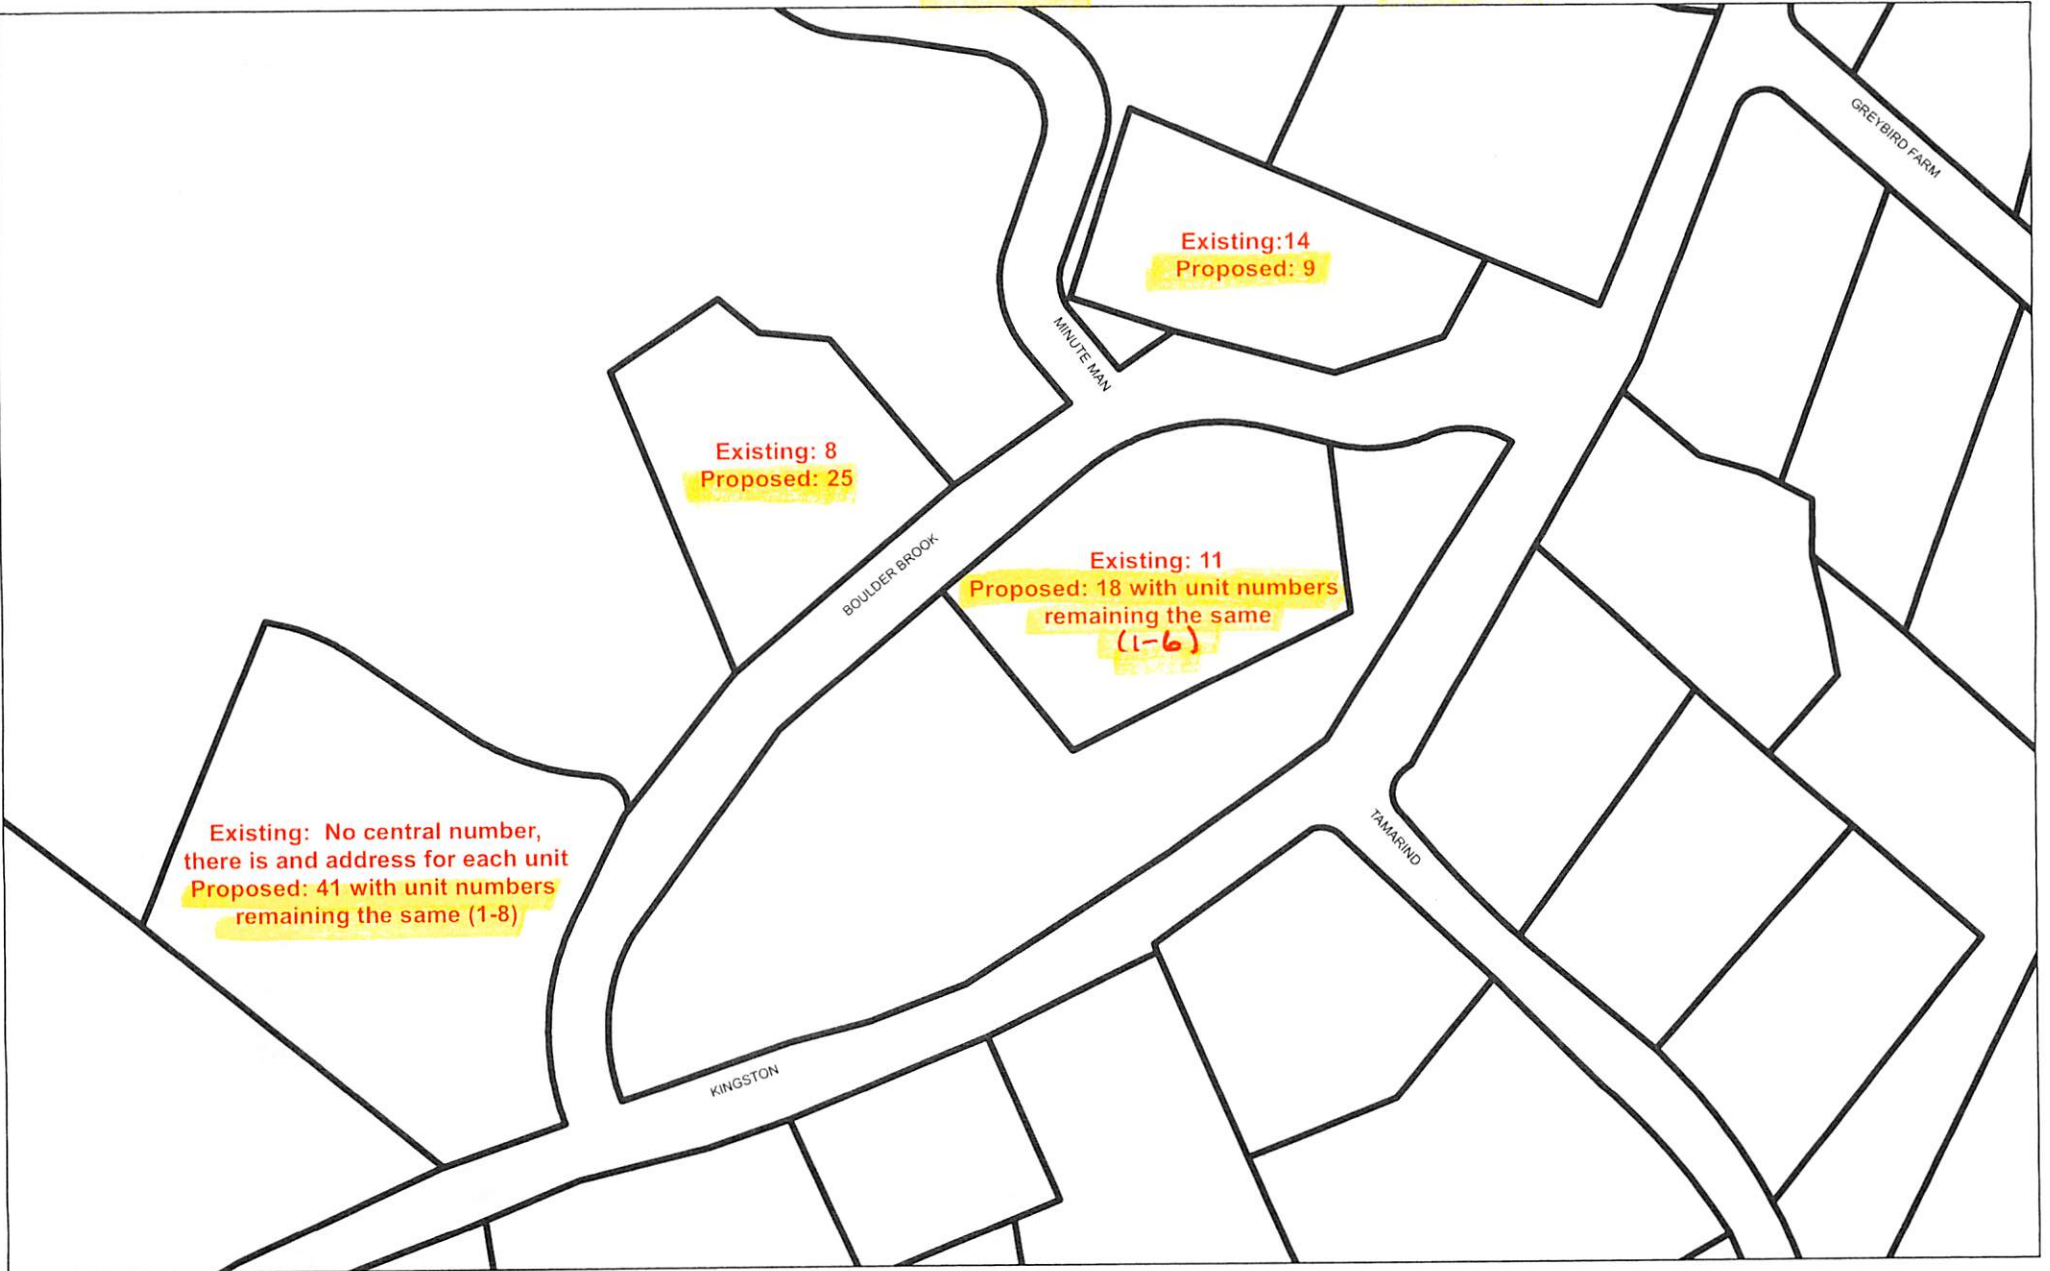 GREYBIRD FARM
Existing:14
Proposed: 9
MINUTE MAN
Existing: 8
Proposed: 25
BOULDER BROOK
Existing: 11
Proposed: 18 with unit numbers
remaining the same
(1-6)
TAMARIND
Existing:  No central number,
there is and address for each unit
Proposed: 41 with unit numbers
remaining the same (1-8)
KINGSTON